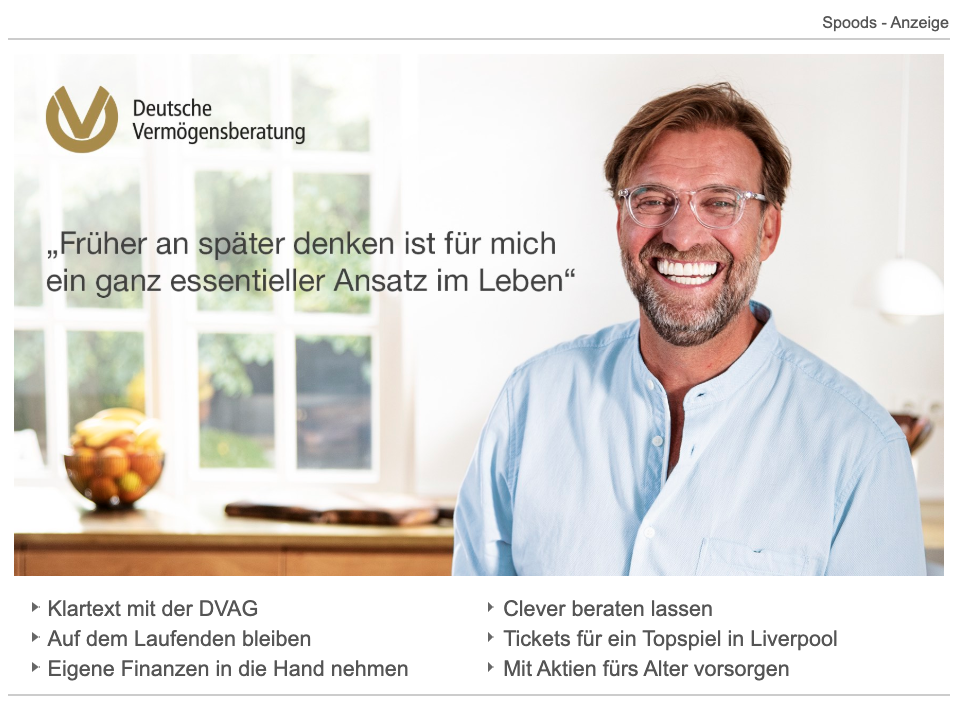 Spoods - Anzeige
Deutsche
Vermögensberatung
„Früher an später denken ist für mich
ein ganz essentieller Ansatz im Leben“
Klartext mit der DVAG
Auf dem Laufenden bleiben
Eigene Finanzen in die Hand nehmen
Clever beraten lassen
Tickets für ein Topspiel in Liverpool
Mit Aktien fürs Alter vorsorgen